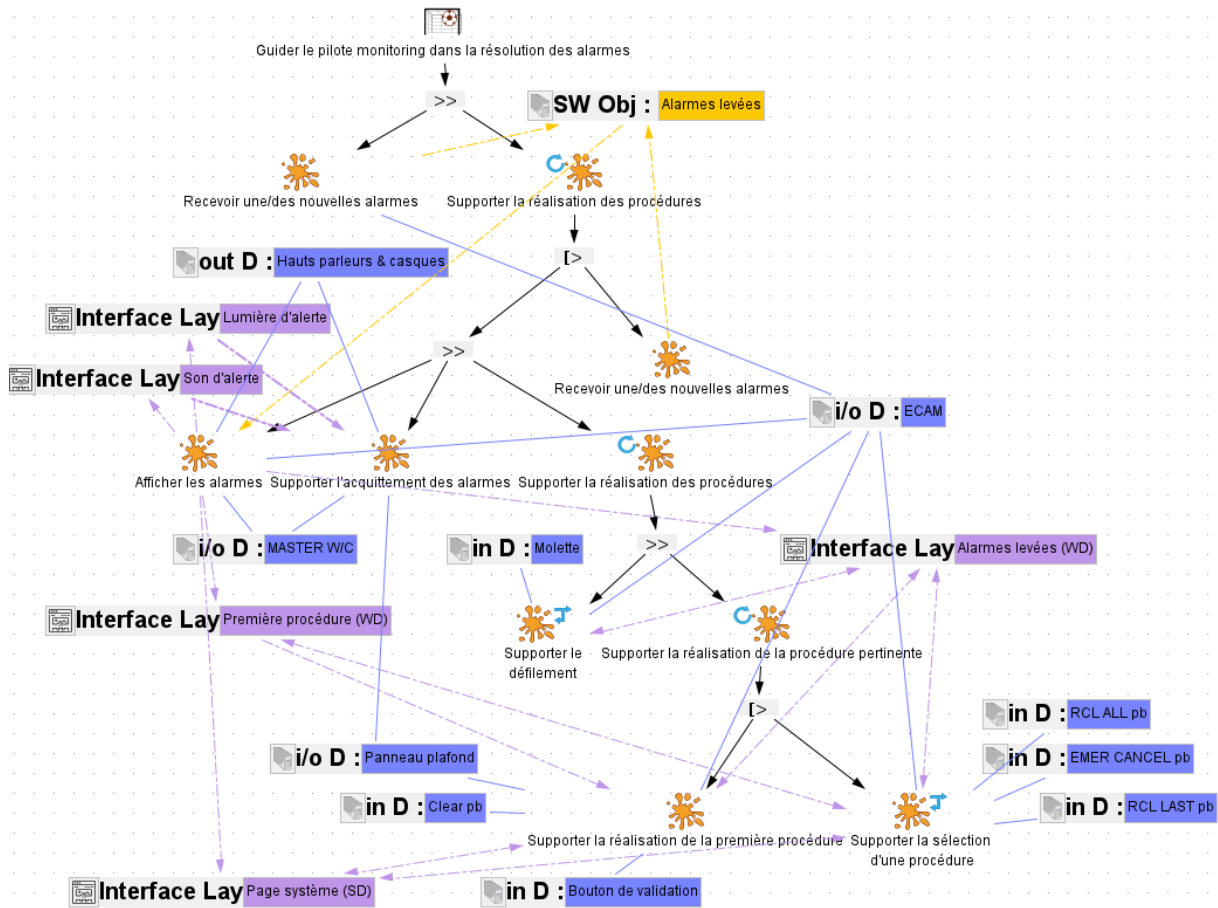 Guider le pilote monitoring dans la résolution des alarmes
>>
SW Obj : Alarmes levées
Recevoir une/des nouvelles alarmes
Supporter la réalisation des procédures
[>
out D : Hauts parleurs & casques
Interface Lay Lumière d'alerte
>>
Interface Lay Son d'alerte
Recevoir une/des nouvelles alarmes
i/o D : ECAM
Afficher les alarmes
Supporter l'acquittement des alarmes
Supporter la réalisation des procédures
i/o D : MASTER W/C
in D : Molette
>>
Interface Lay Alarmes levées (WD)
Interface Lay Première procédure (WD)
Supporter le
défilement
Supporter la réalisation de la procédure pertinente
[>
in D : RCL ALL pb
i/o D : Panneau plafond
in D : EMER CANCEL pb
in D : Clear pb
in D : RCL LAST pb
Supporter la réalisation de la première procédure
Supporter la sélection
d'une procédure
Interface Lay Page système (SD)
in D : Bouton de validation